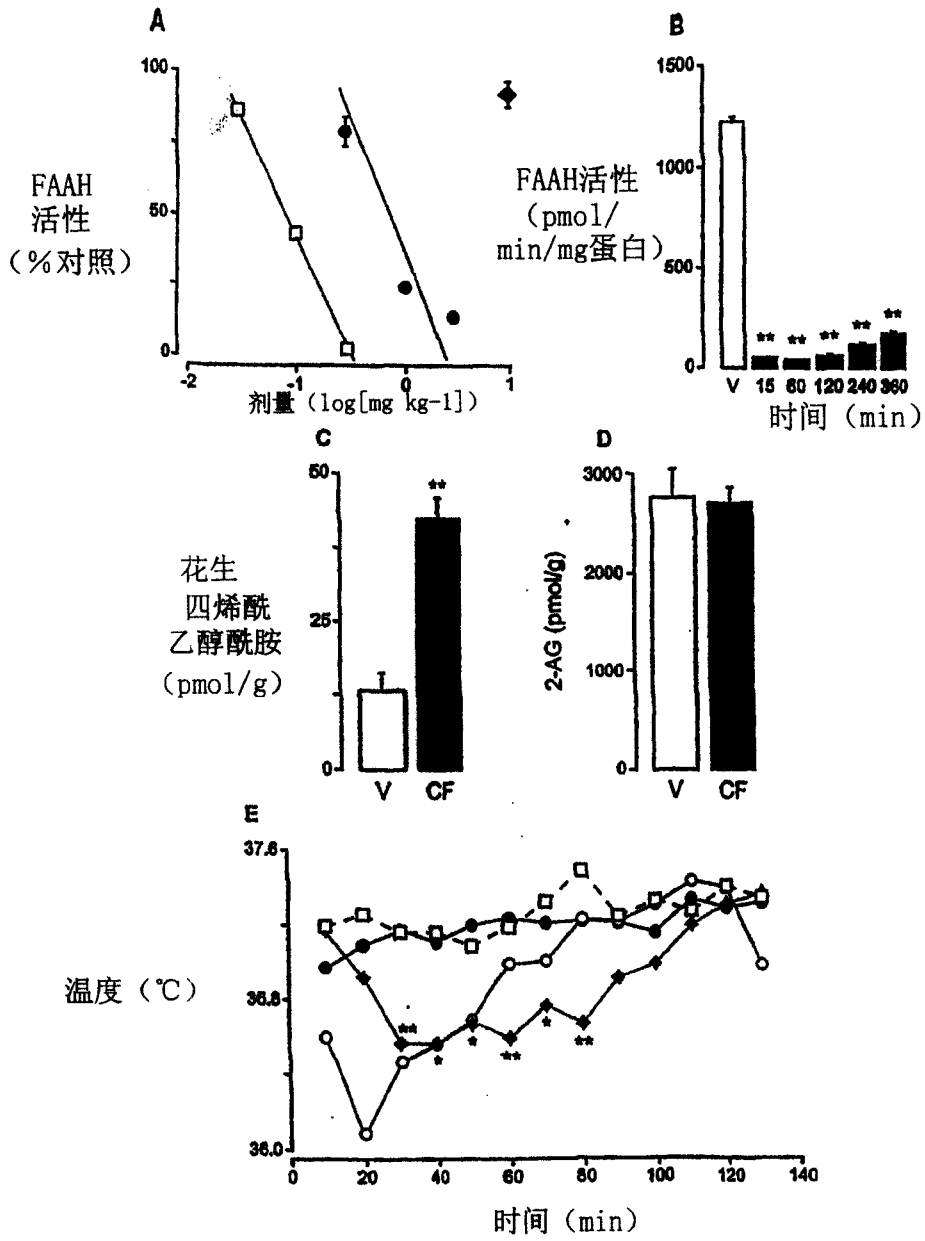 A
100
50
0
FAAH
活性
（%对照）
-2
-1
0
1
剂量（log[mg kg-1]）
B
1500
1000
500
0
FAAH活性
（pmol/
min/mg蛋白）
** ** ** ** **
V 15 60 120 240 360
时间（min）
C
50
25
0
**
花生
四烯酰
乙醇酰胺
（pmol/g）
V CF
D
3000
2000
1000
0
2-AG (pmol/g)
V CF
E
37.6
36.8
36.0
温度（℃）
** * * ** * **
0 20 40 60 80 100 120 140
时间（min）